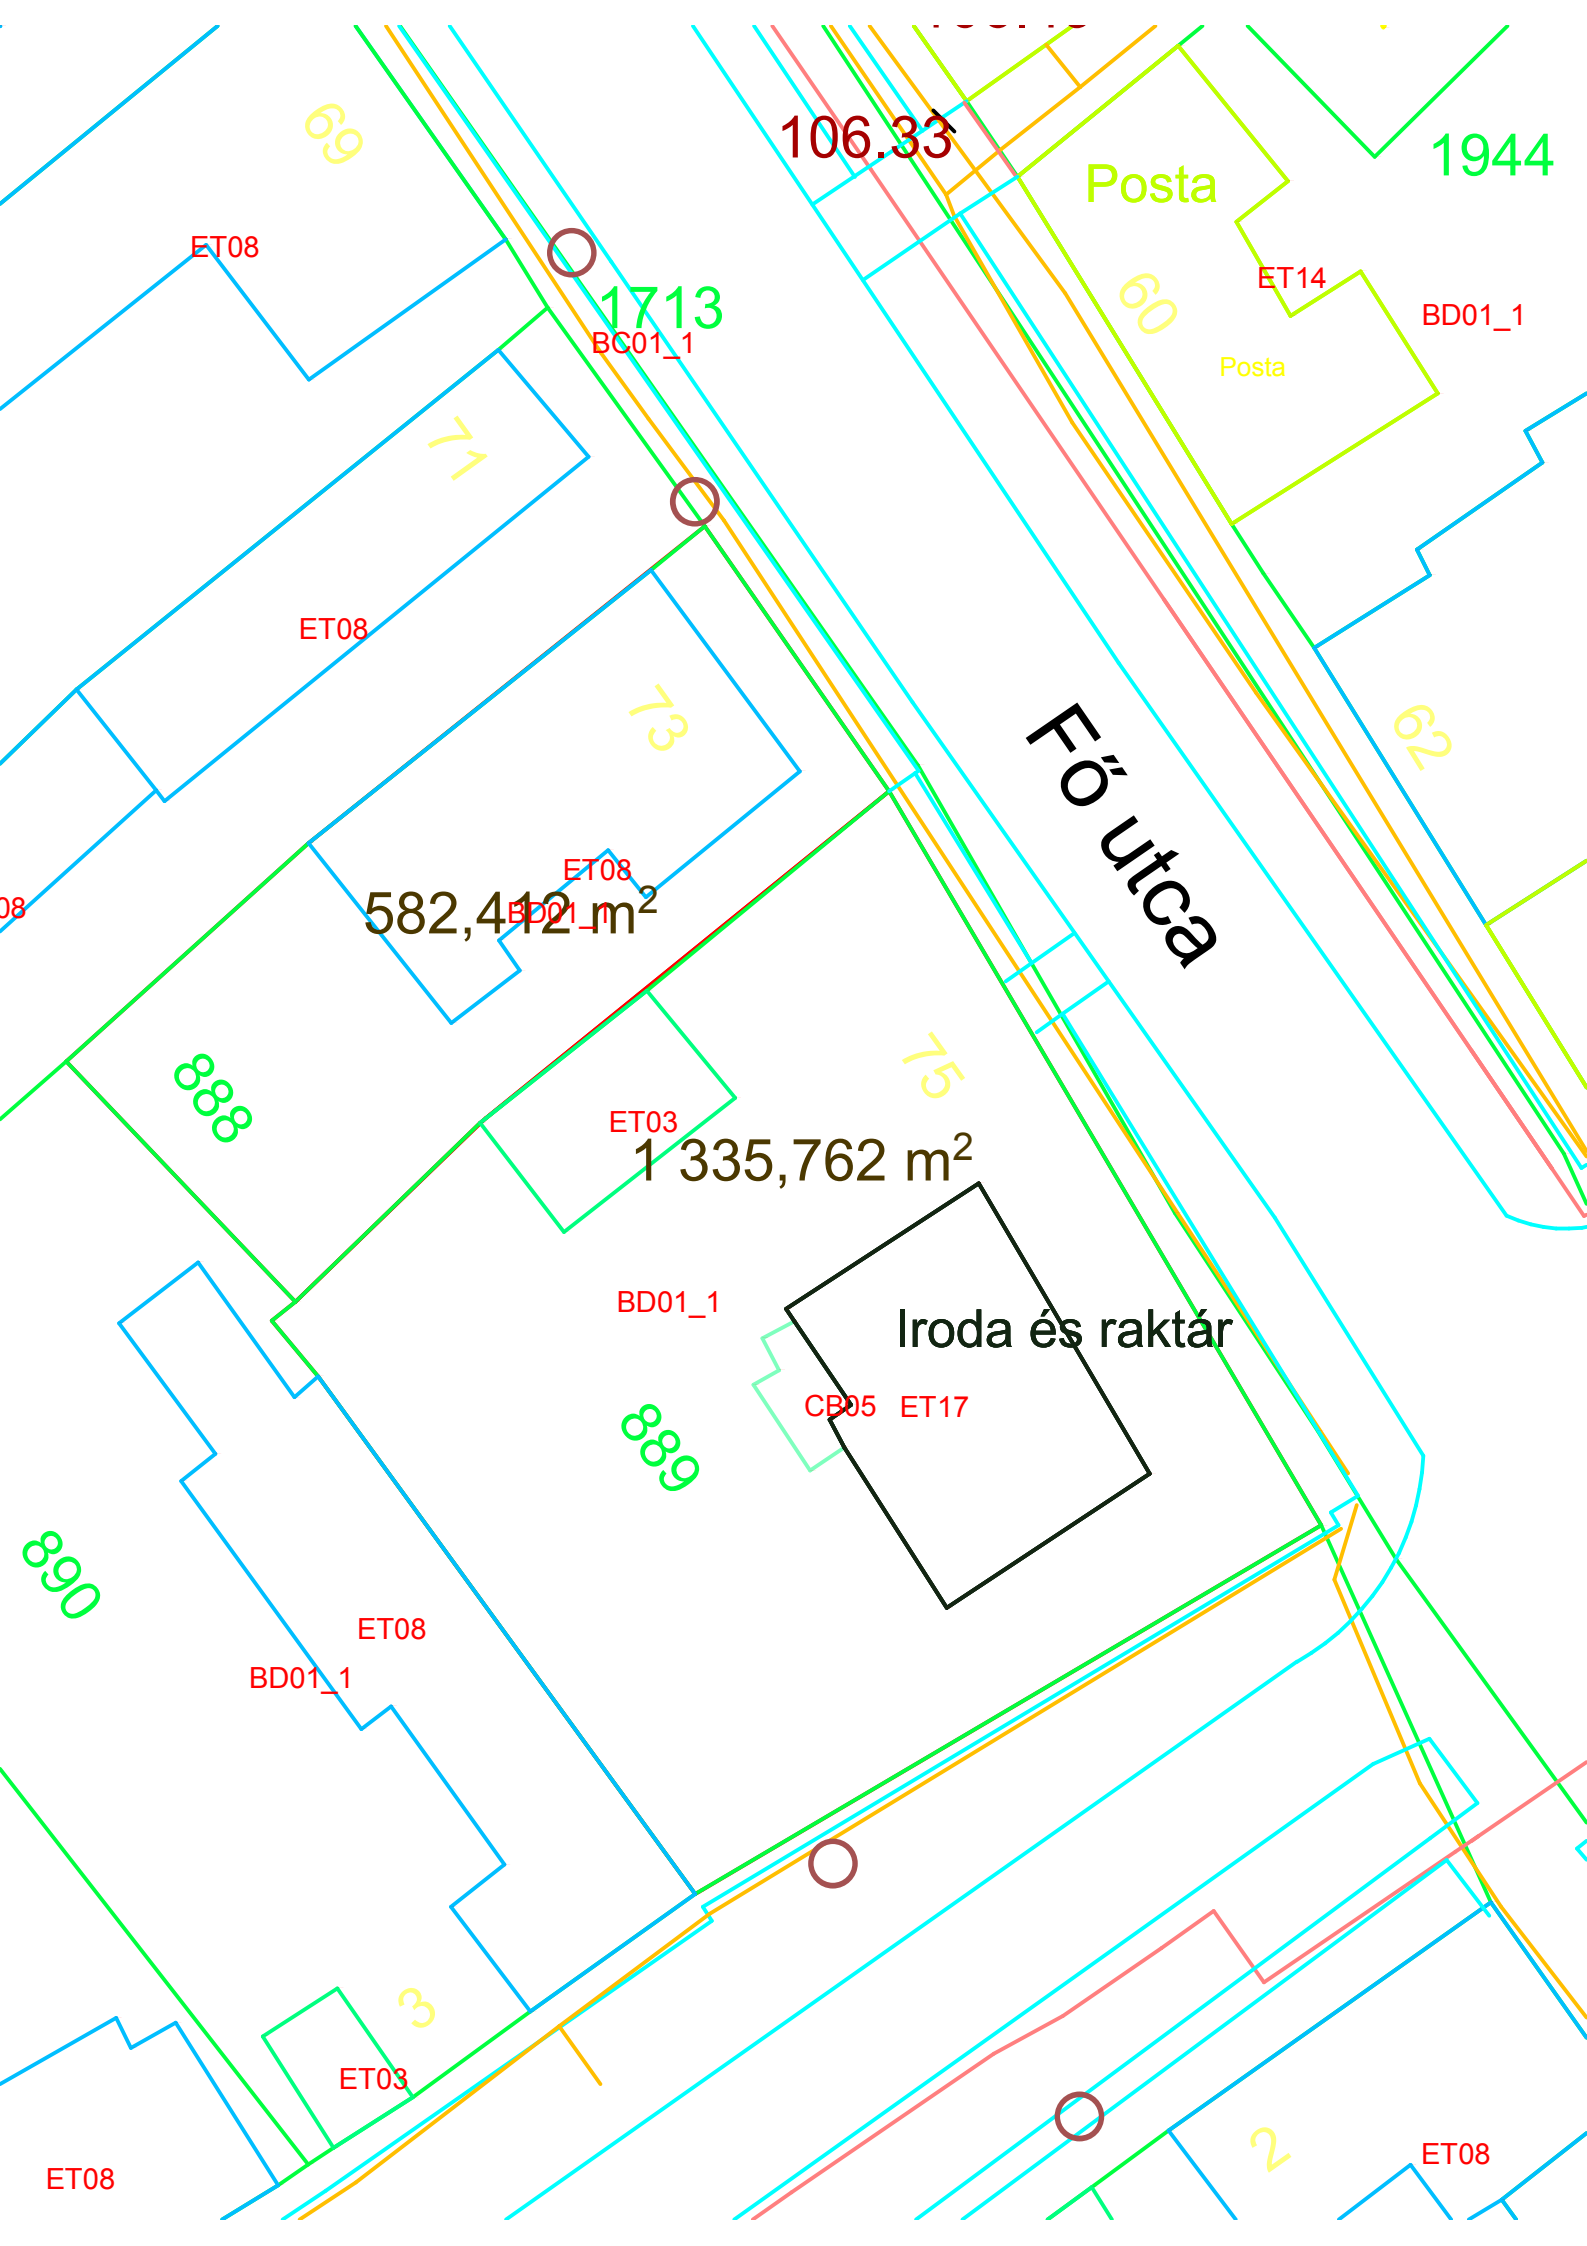 69
106.33
1944
Posta
ET08
ET14
60
1713
BD01_1
BC01_1
Posta
71
ET08
73
62
Fő utca
ET08
08
582,412 m²
BD01_1
75
888
ET03
1 335,762 m²
BD01_1
Iroda és raktár
CB05
ET17
889
890
ET08
BD01_1
3
ET03
2
ET08
ET08